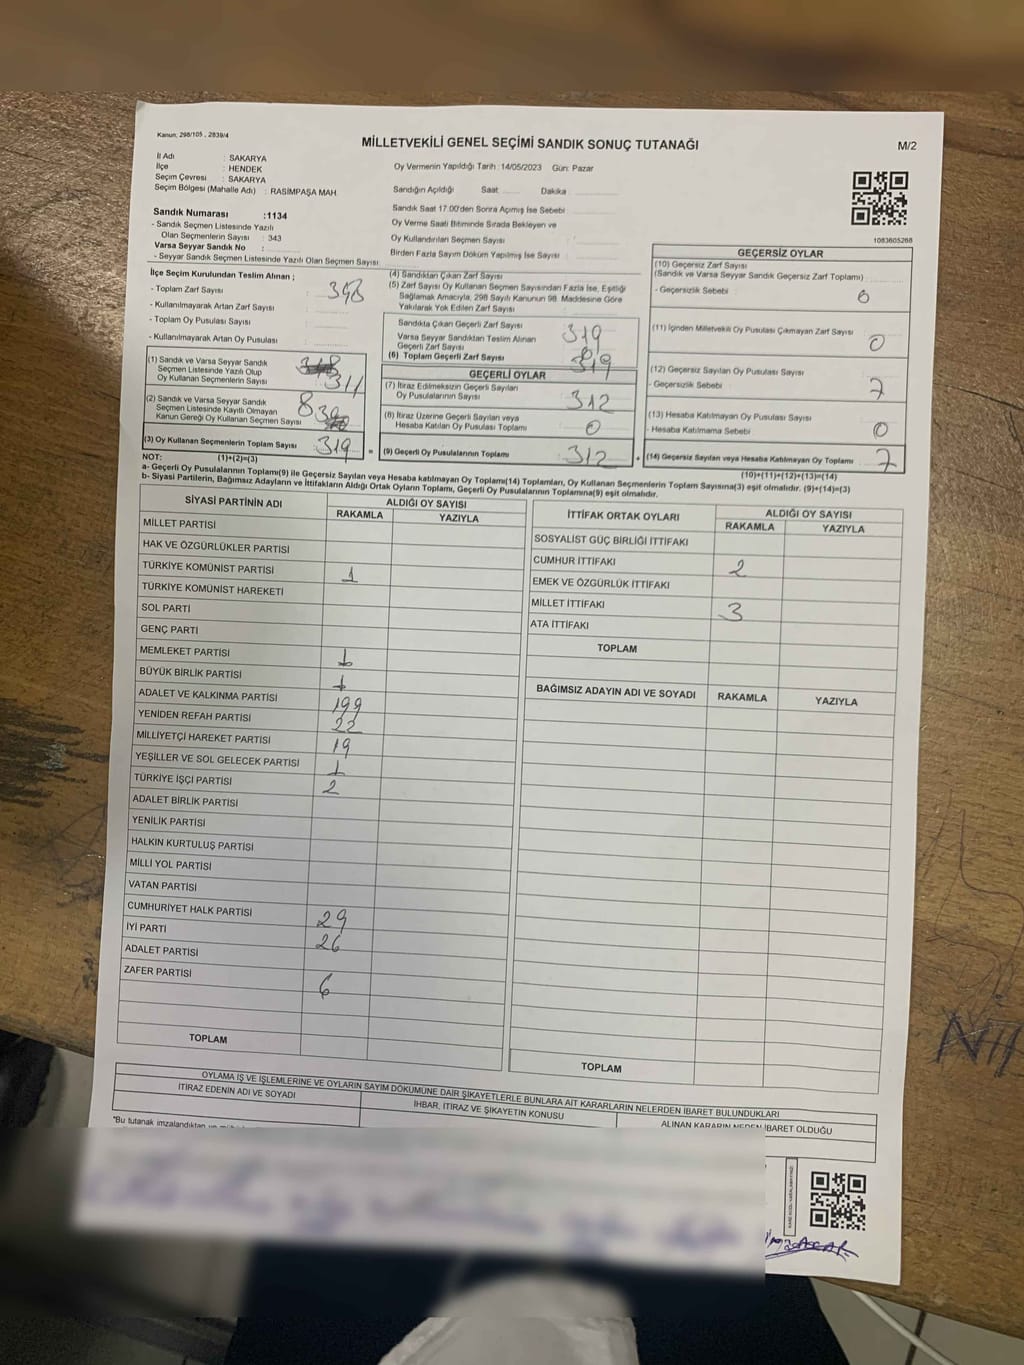 Kanun, 298/105 , 2839/4
MİLLETVEKİLİ GENEL SEÇİMİ SANDIK SONUÇ TUTANAĞI
M/2
İl Adı : SAKARYA
İlçe : HENDEK
Seçim Çevresi : SAKARYA
Seçim Bölgesi (Mahalle Adı) : RASİMPAŞA MAH.
Oy Vermenin Yapıldığı Tarih : 14/05/2023 Gün: Pazar
Sandığın Açıldığı Saat Dakika
Sandık Saat 17.00'den Sonra Açılmış İse Sebebi
Oy Verme Saati Bitiminde Sırada Bekleyen ve
Oy Kullandırılan Seçmen Sayısı
Birden Fazla Sayım Döküm Yapılmış İse Sayısı
1083605268
Sandık Numarası :1134
- Sandık Seçmen Listesinde Yazılı
Olan Seçmenlerin Sayısı : 343
Varsa Seyyar Sandık No :
- Seyyar Sandık Seçmen Listesinde Yazılı Olan Seçmen Sayısı
İlçe Seçim Kurulundan Teslim Alınan ;
- Toplam Zarf Sayısı
- Kullanılmayarak Artan Zarf Sayısı
- Toplam Oy Pusulası Sayısı
- Kullanılmayarak Artan Oy Pusulası
(1) Sandık ve Varsa Seyyar Sandık
Seçmen Listesinde Yazılı Olup
Oy Kullanan Seçmenlerin Sayısı 311
(2) Sandık ve Varsa Seyyar Sandık
Seçmen Listesinde Kayıtlı Olmayan
Kanun Gereği Oy Kullanan Seçmen Sayısı 8
(3) Oy Kullanan Seçmenlerin Toplam Sayısı 319 =
(4) Sandıktan Çıkan Zarf Sayısı
(5) Zarf Sayısı Oy Kullanan Seçmen Sayısından Fazla İse, Eşitliği
Sağlamak Amacıyla, 298 Sayılı Kanunun 98. Maddesine Göre
Yakılarak Yok Edilen Zarf Sayısı
Sandıkta Çıkan Geçerli Zarf Sayısı 319
Varsa Seyyar Sandıktan Teslim Alınan
Geçerli Zarf Sayısı
(6) Toplam Geçerli Zarf Sayısı 319
GEÇERLİ OYLAR
(7) İtiraz Edilmeksizin Geçerli Sayılan
Oy Pusulalarının Sayısı 312
(8) İtiraz Üzerine Geçerli Sayılan veya
Hesaba Katılan Oy Pusulası Toplamı 0
(9) Geçerli Oy Pusulalarının Toplamı 312 +
GEÇERSİZ OYLAR
(10) Geçersiz Zarf Sayısı
(Sandık ve Varsa Seyyar Sandık Geçersiz Zarf Toplamı)
- Geçersizlik Sebebi : 0
(11) İçinden Milletvekili Oy Pusulası Çıkmayan Zarf Sayısı
0
(12) Geçersiz Sayılan Oy Pusulası Sayısı
- Geçersizlik Sebebi : 7
(13) Hesaba Katılmayan Oy Pusulası Sayısı
- Hesaba Katılmama Sebebi 0
(14) Geçersiz Sayılan veya Hesaba Katılmayan Oy Toplamı 7
NOT: (1)+(2)=(3)
(10)+(11)+(12)+(13)=(14)
a- Geçerli Oy Pusulalarının Toplamı(9) ile Geçersiz Sayılan veya Hesaba katılmayan Oy Toplamı(14) Toplamları, Oy Kullanan Seçmenlerin Toplam Sayısına(3) eşit olmalıdır. (9)+(14)=(3)
b- Siyasi Partilerin, Bağımsız Adayların ve İttifakların Aldığı Ortak Oyların Toplamı, Geçerli Oy Pusulalarının Toplamına(9) eşit olmalıdır.
SİYASİ PARTİNİN ADI
ALDIĞI OY SAYISI
RAKAMLA YAZIYLA
MİLLET PARTİSİ
HAK VE ÖZGÜRLÜKLER PARTİSİ
TÜRKİYE KOMÜNİST PARTİSİ 1
TÜRKİYE KOMÜNİST HAREKETİ
SOL PARTİ
GENÇ PARTİ
MEMLEKET PARTİSİ 1
BÜYÜK BİRLİK PARTİSİ 1
ADALET VE KALKINMA PARTİSİ 199
YENİDEN REFAH PARTİSİ 22
MİLLİYETÇİ HAREKET PARTİSİ 19
YEŞİLLER VE SOL GELECEK PARTİSİ 1
TÜRKİYE İŞÇİ PARTİSİ 2
ADALET BİRLİK PARTİSİ
YENİLİK PARTİSİ
HALKIN KURTULUŞ PARTİSİ
MİLLİ YOL PARTİSİ
VATAN PARTİSİ
CUMHURİYET HALK PARTİSİ 29
İYİ PARTİ 26
ADALET PARTİSİ
ZAFER PARTİSİ 6
TOPLAM
İTTİFAK ORTAK OYLARI
ALDIĞI OY SAYISI
RAKAMLA YAZIYLA
SOSYALİST GÜÇ BİRLİĞİ İTTİFAKI
CUMHUR İTTİFAKI 2
EMEK VE ÖZGÜRLÜK İTTİFAKI
MİLLET İTTİFAKI 3
ATA İTTİFAKI
TOPLAM
BAĞIMSIZ ADAYIN ADI VE SOYADI RAKAMLA YAZIYLA
TOPLAM
OYLAMA İŞ VE İŞLEMLERİNE VE OYLARIN SAYIM DÖKÜMÜNE DAİR ŞİKAYETLERLE BUNLARA AİT KARARLARIN NELERDEN İBARET BULUNDUKLARI
İTİRAZ EDENİN ADI VE SOYADI
İHBAR, İTİRAZ VE ŞİKAYETİN KONUSU
ALINAN KARARIN NEDEN İBARET OLDUĞU
"Bu tutanak imzalandıktan